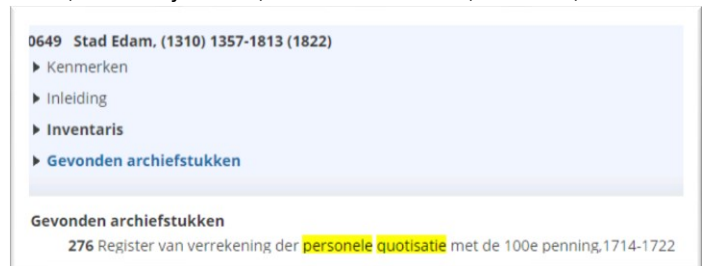 0649 Stad Edam, (1310) 1357-1813 (1822)
Kenmerken
Inleiding
Inventaris
Gevonden archiefstukken
Gevonden archiefstukken
276 Register van verrekening der personele quotisatie met de 100e penning,1714-1722